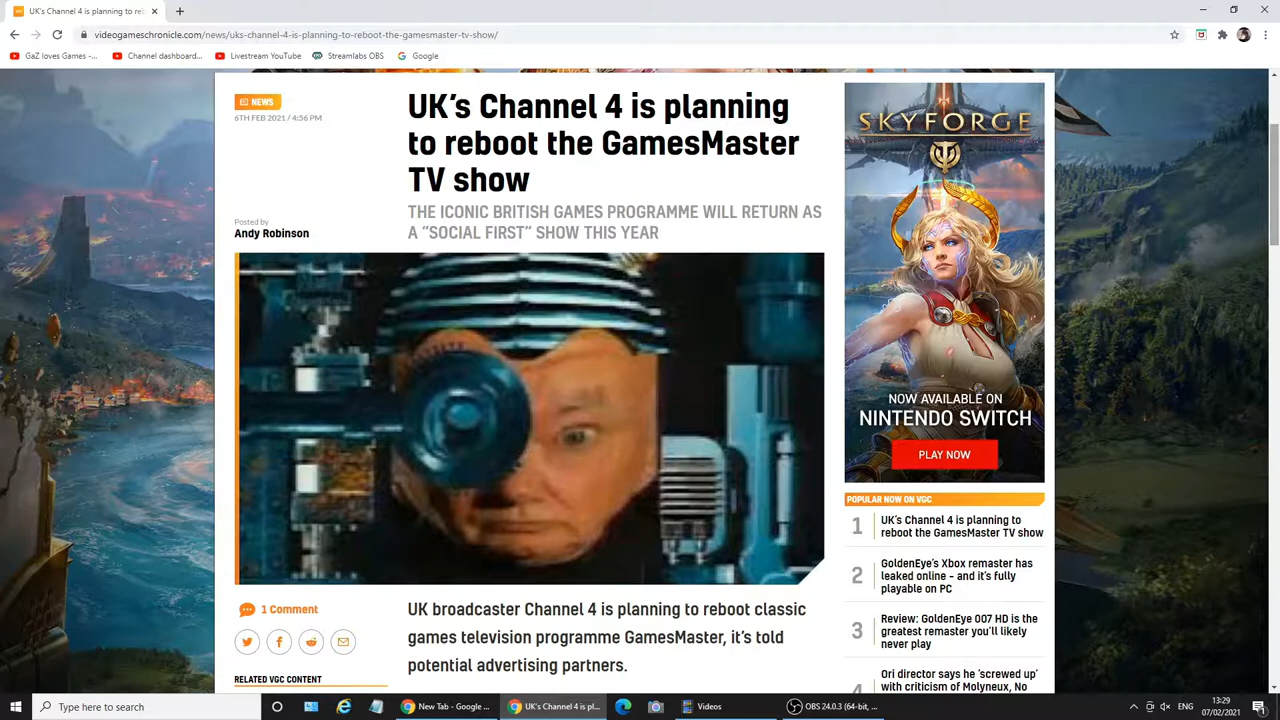 UK's Channel 4 is planning to reb
videogameschronicle.com/news/uks-channel-4-is-planning-to-reboot-the-gamesmaster-tv-show/
GaZ loves Games -...
Channel dashboard...
Livestream YouTube
Streamlabs OBS
Google
NEWS
6TH FEB 2021 / 4:56 PM
UK's Channel 4 is planning
to reboot the GamesMaster
TV show
THE ICONIC BRITISH GAMES PROGRAMME WILL RETURN AS
A "SOCIAL FIRST" SHOW THIS YEAR
Posted by
Andy Robinson
1 Comment
RELATED VGC CONTENT
UK broadcaster Channel 4 is planning to reboot classic
games television programme GamesMaster, it's told
potential advertising partners.
SKYFORGE
NOW AVAILABLE ON
NINTENDO SWITCH
PLAY NOW
POPULAR NOW ON VGC
1
UK's Channel 4 is planning to
reboot the GamesMaster TV show
2
GoldenEye's Xbox remaster has
leaked online – and it's fully
playable on PC
3
Review: GoldenEye 007 HD is the
greatest remaster you'll likely
never play
4
Ori director says he 'screwed up'
with criticism of Molyneux, No
Type here to search
New Tab - Google ...
UK's Channel 4 is pl...
Videos
OBS 24.0.3 (64-bit, ...
ENG
13:29
07/02/2021
1